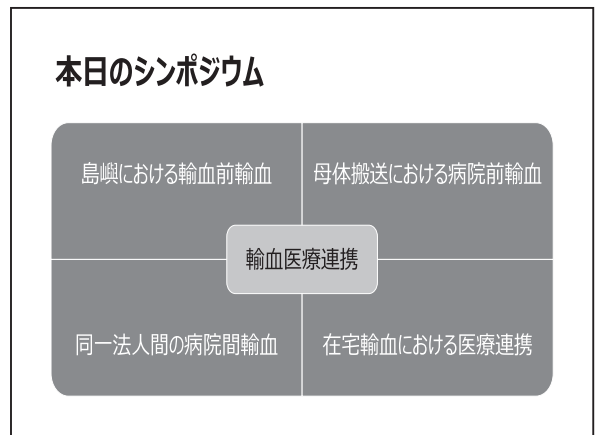 本日のシンポジウム
島嶼における輸血前輸血
母体搬送における病院前輸血
輸血医療連携
同一法人間の病院間輸血
在宅輸血における医療連携